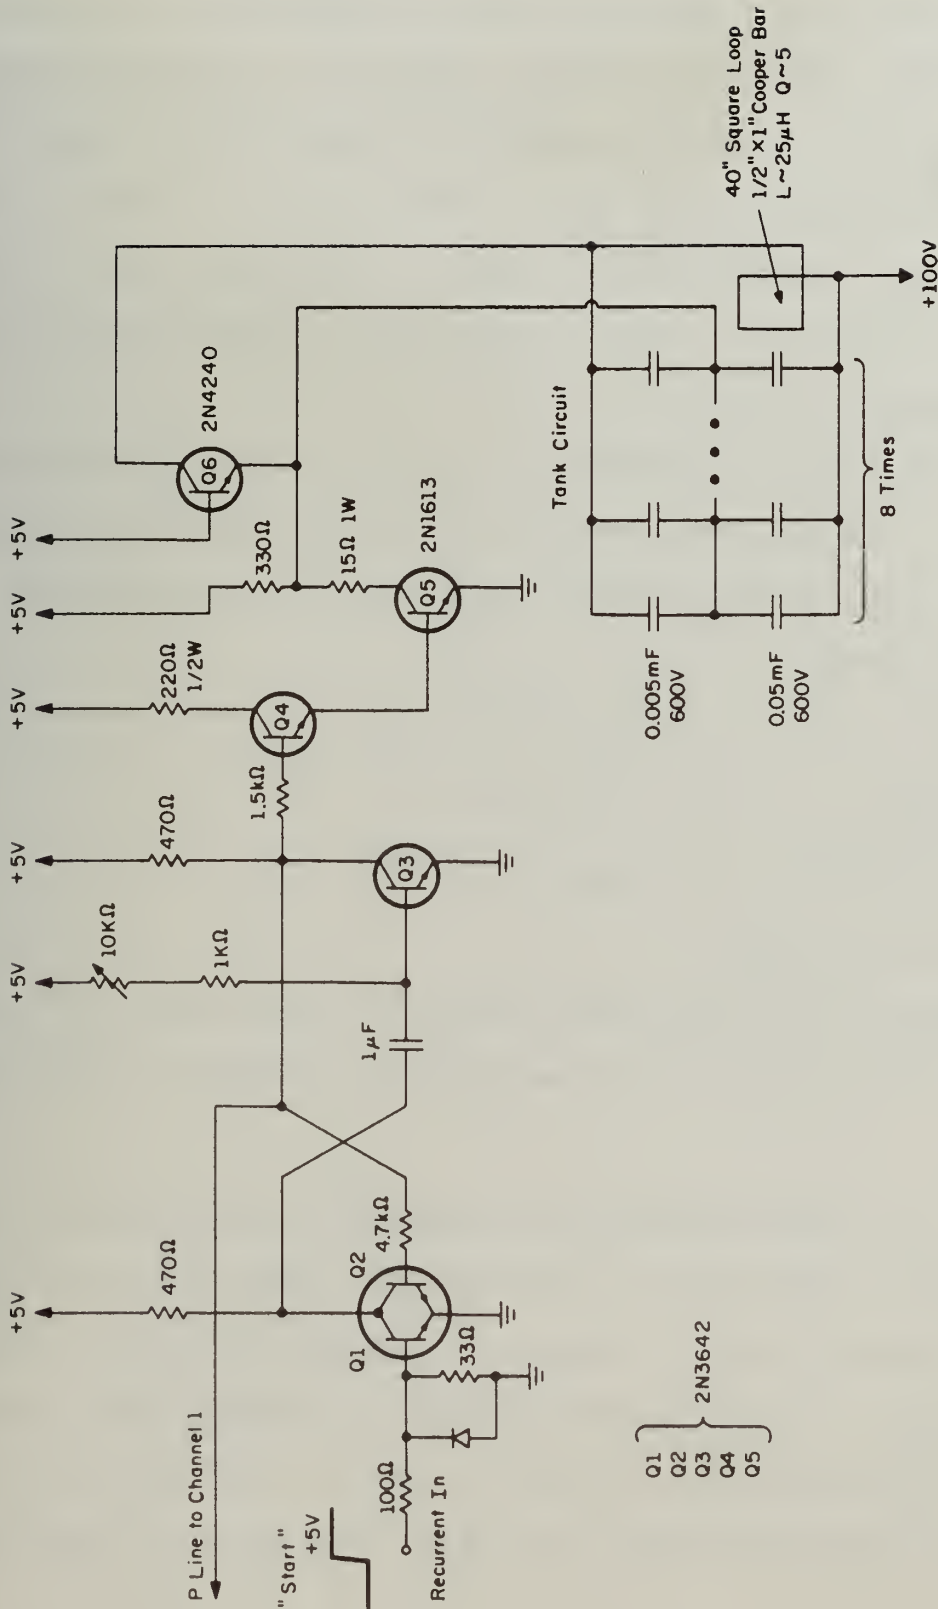 P Line to Channel 1
"Start"
+5V
100Ω
Recurrent In
+5V
470Ω
Q1
Q2
33Ω
4.7kΩ
1μF
+5V
10KΩ
1KΩ
+5V
470Ω
Q3
1.5kΩ
+5V
220Ω
1/2W
Q4
+5V
330Ω
15Ω 1W
Q5
2N1613
+5V
Q6
2N4240
Tank Circuit
0.005mF
600V
0.05mF
600V
8 Times
40" Square Loop
1/2"X1"Cooper Bar
L~25μH Q~5
+100V
Q1
Q2
Q3
Q4
Q5
2N3642